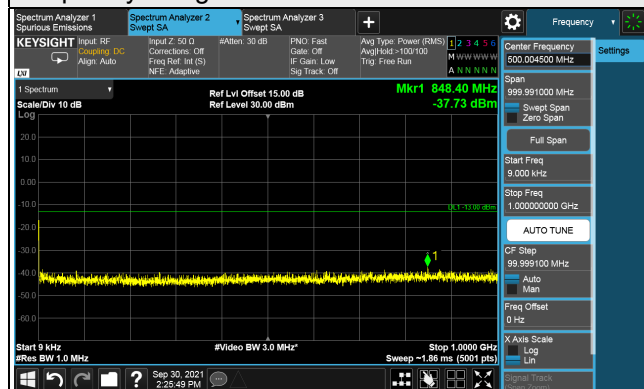 Spectrum Analyzer 1
Spurious Emissions
Spectrum Analyzer 2
Swept SA
Spectrum Analyzer 3
Swept SA
+
Frequency
KEYSIGHT
Input: RF
Coupling: DC
Align: Auto
LXI
Input Z: 50 Ω
Corrections: Off
Freq Ref: Int (S)
NFE: Adaptive
#Atten: 30 dB
PNO: Fast
Gate: Off
IF Gain: Low
Sig Track: Off
Avg Type: Power (RMS)
Avg|Hold:>100/100
Trig: Free Run
1 2 3 4 5 6
M W W W W W
A N N N N N
Center Frequency
500.004500 MHz
Settings
Span
999.991000 MHz
Swept Span
Zero Span
Full Span
Start Freq
9.000 kHz
Stop Freq
1.000000000 GHz
AUTO TUNE
CF Step
99.999100 MHz
Auto
Man
Freq Offset
0 Hz
X Axis Scale
Log
Lin
Signal Track
(Span Zoom)
1 Spectrum
Scale/Div 10 dB
Log
Ref Lvl Offset 15.00 dB
Ref Level 30.00 dBm
Mkr1 848.40 MHz
-37.73 dBm
20.0
10.0
0.00
-10.0
DL1 -13.00 dBm
-20.0
-30.0
1
-40.0
-50.0
-60.0
Start 9 kHz
#Res BW 1.0 MHz
#Video BW 3.0 MHz*
Stop 1.0000 GHz
Sweep ~1.86 ms (5001 pts)
?
Sep 30, 2021
2:25:49 PM